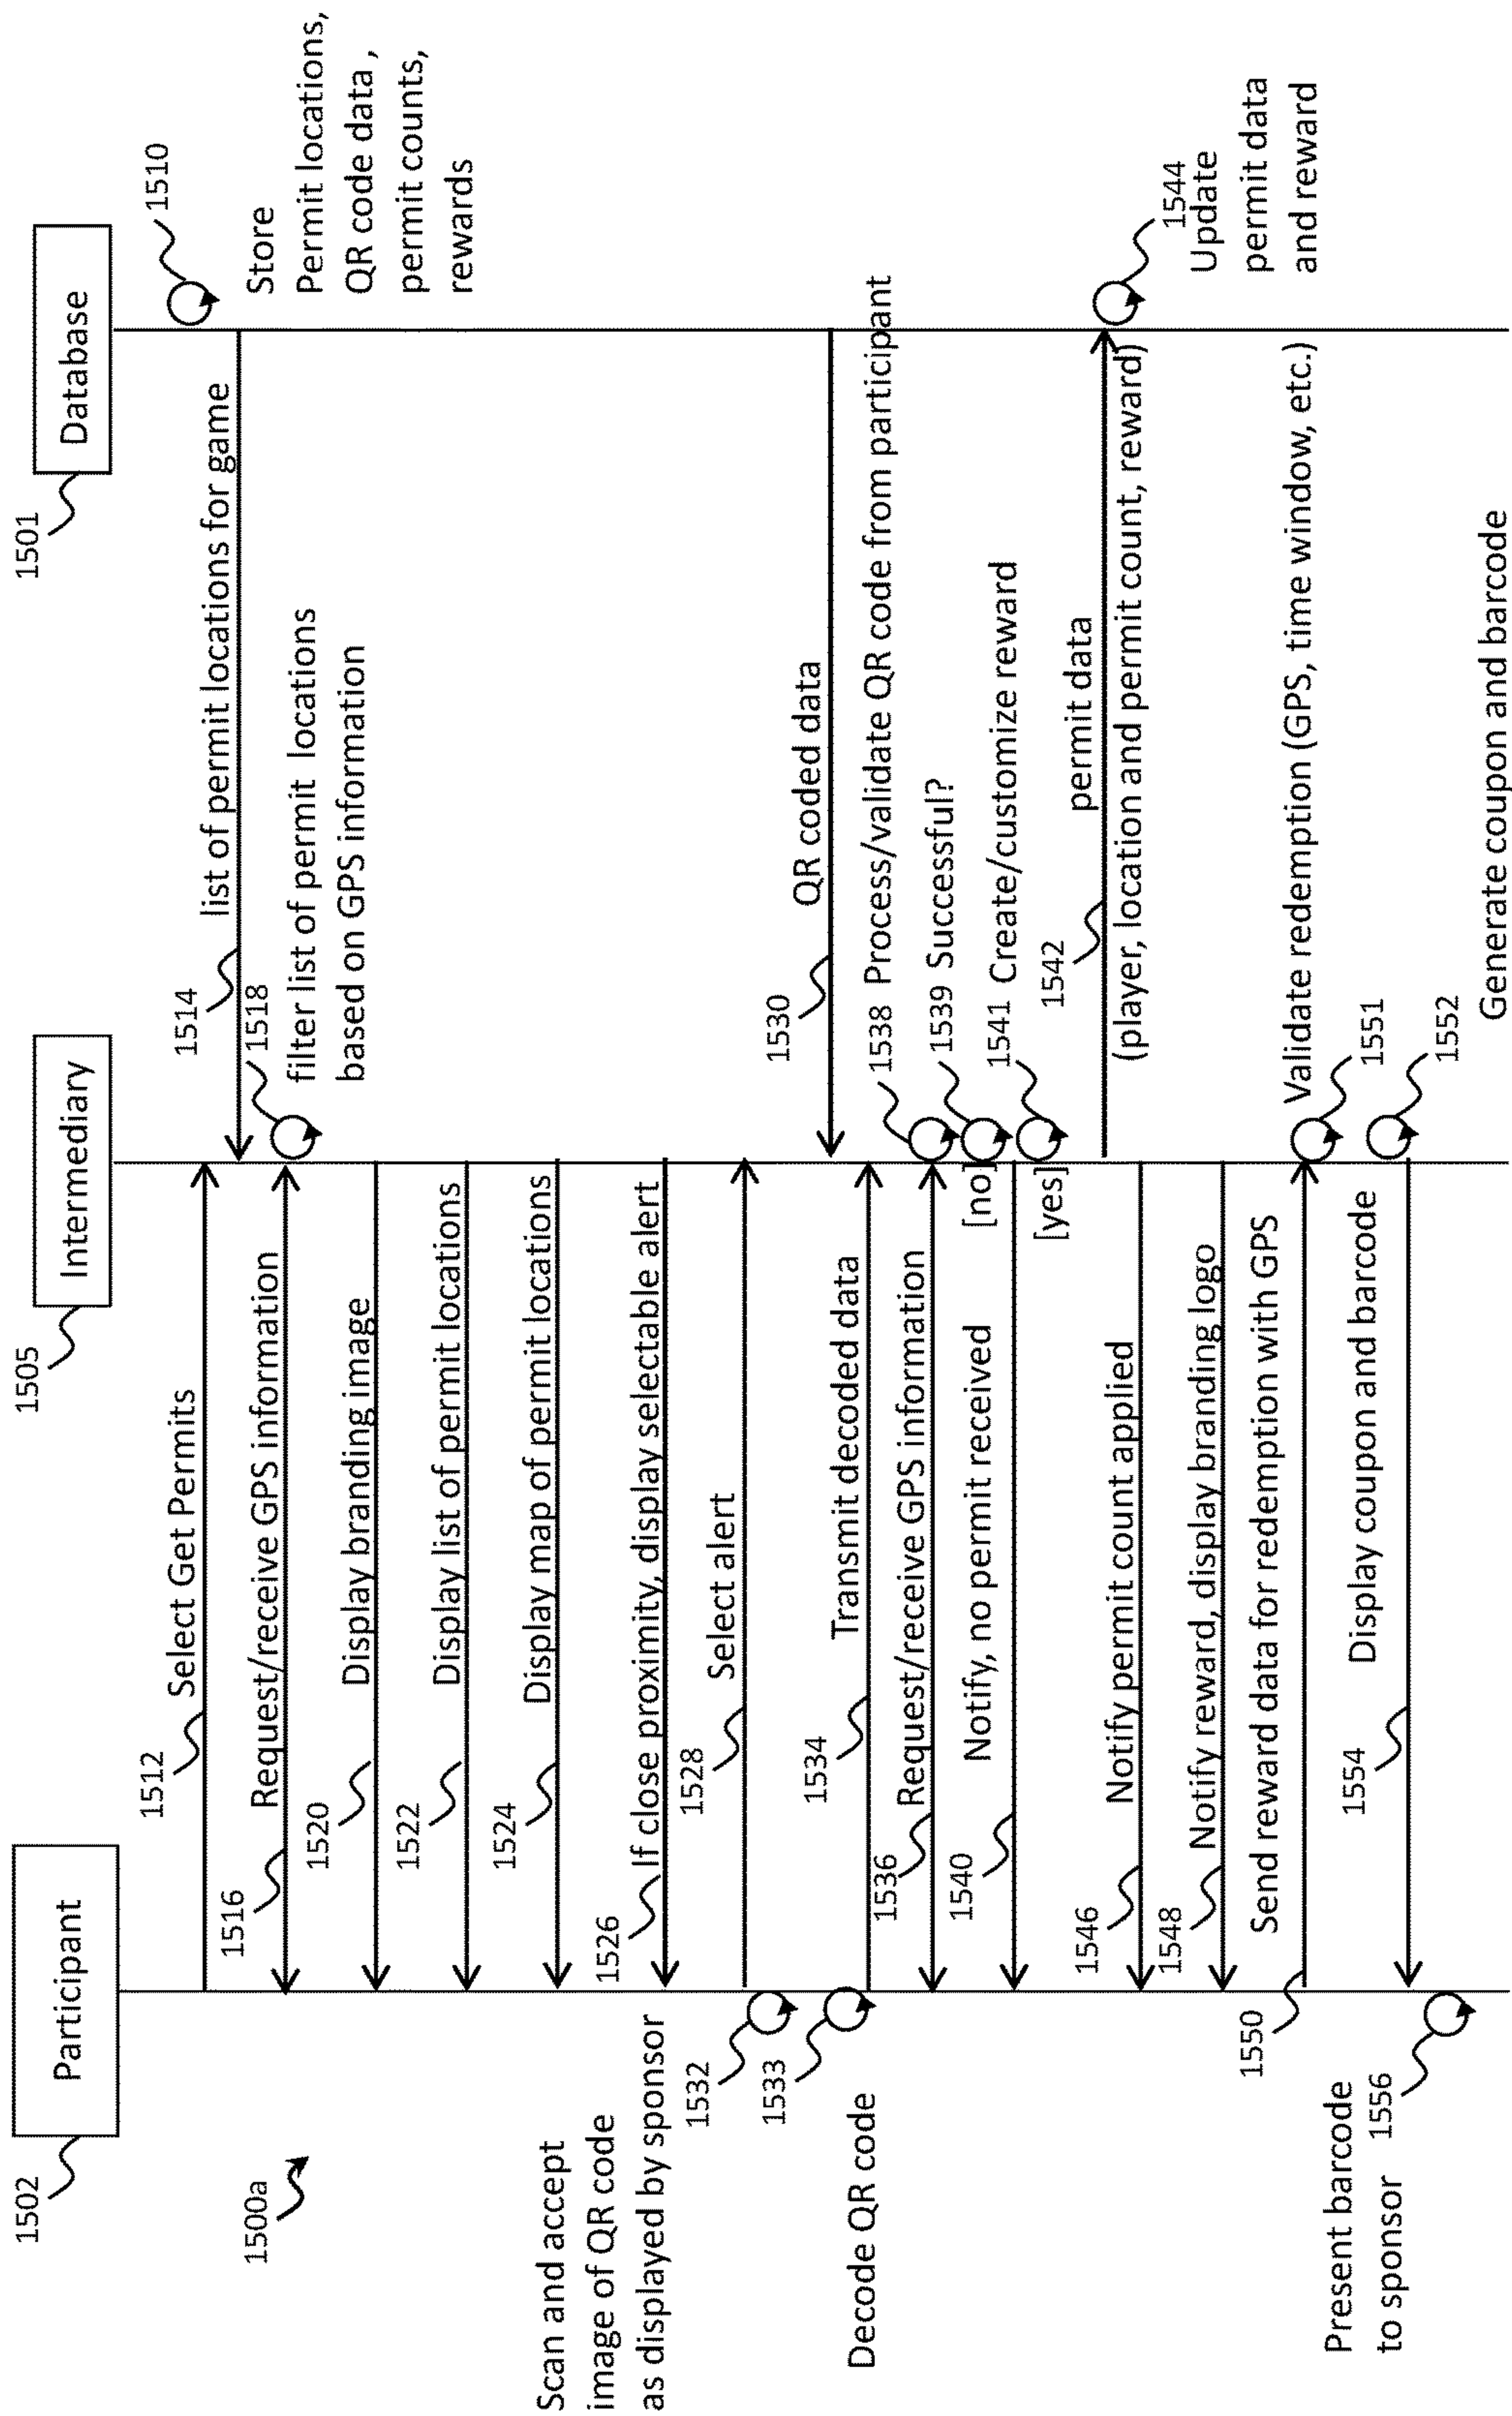 1502
Participant
1505
Intermediary
1501
Database
1500a
1510
Store
Permit locations,
QR code data ,
permit counts,
rewards
1512
Select Get Permits
1514
list of permit locations for game
1516
Request/receive GPS information
1518
filter list of permit locations
based on GPS information
1520
Display branding image
1522
Display list of permit locations
1524
Display map of permit locations
1526
If close proximity, display selectable alert
1528
Select alert
Scan and accept
image of QR code
as displayed by sponsor
1532
1530
QR coded data
1533
Decode QR code
1534
Transmit decoded data
1538
Process/validate QR code from participant
1536
Request/receive GPS information
1539
Successful?
[no]
1540
Notify, no permit received
1541
Create/customize reward
[yes]
1542
permit data
(player, location and permit count, reward)
1544
Update
permit data
and reward
1546
Notify permit count applied
1548
Notify reward, display branding logo
1550
Send reward data for redemption with GPS
Validate redemption (GPS, time window, etc.)
1551
1554
Display coupon and barcode
1552
Generate coupon and barcode
Present barcode
to sponsor
1556